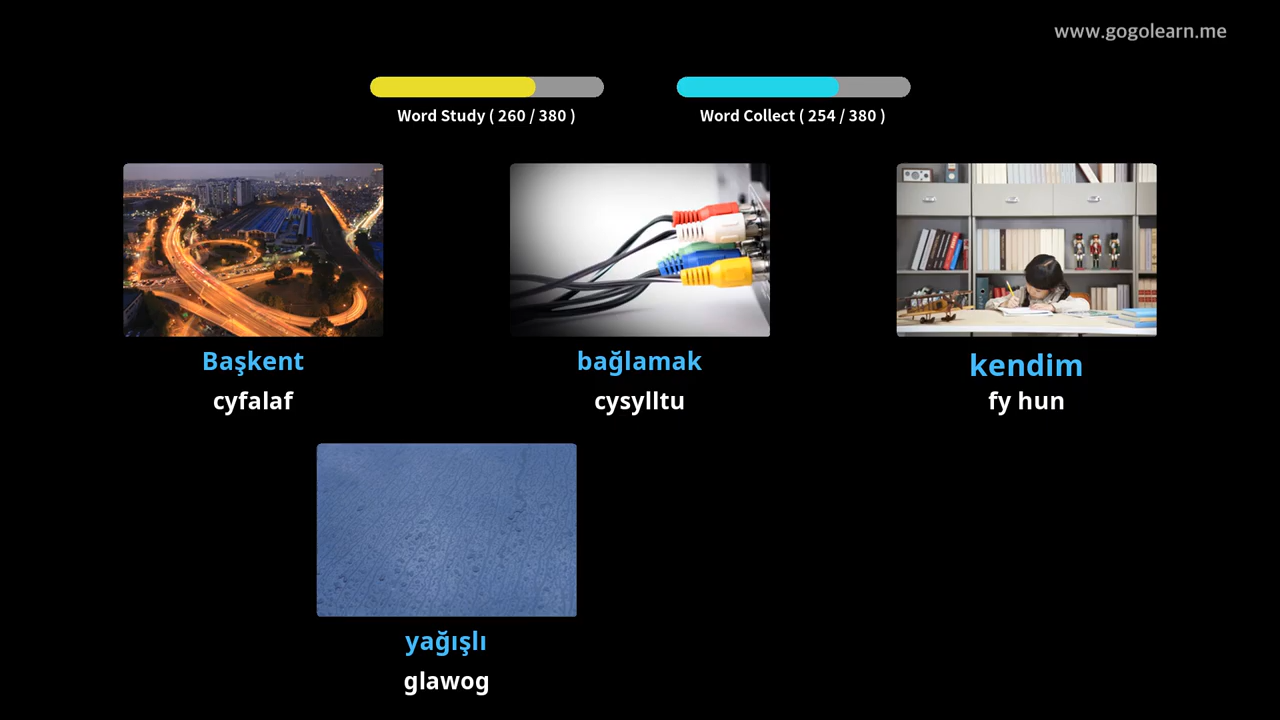 www.gogolearn.me
Word Study ( 260 / 380 )
Word Collect ( 254 / 380 )
Başkent
cyfalaf
bağlamak
cysylltu
kendim
fy hun
yağışlı
glawog